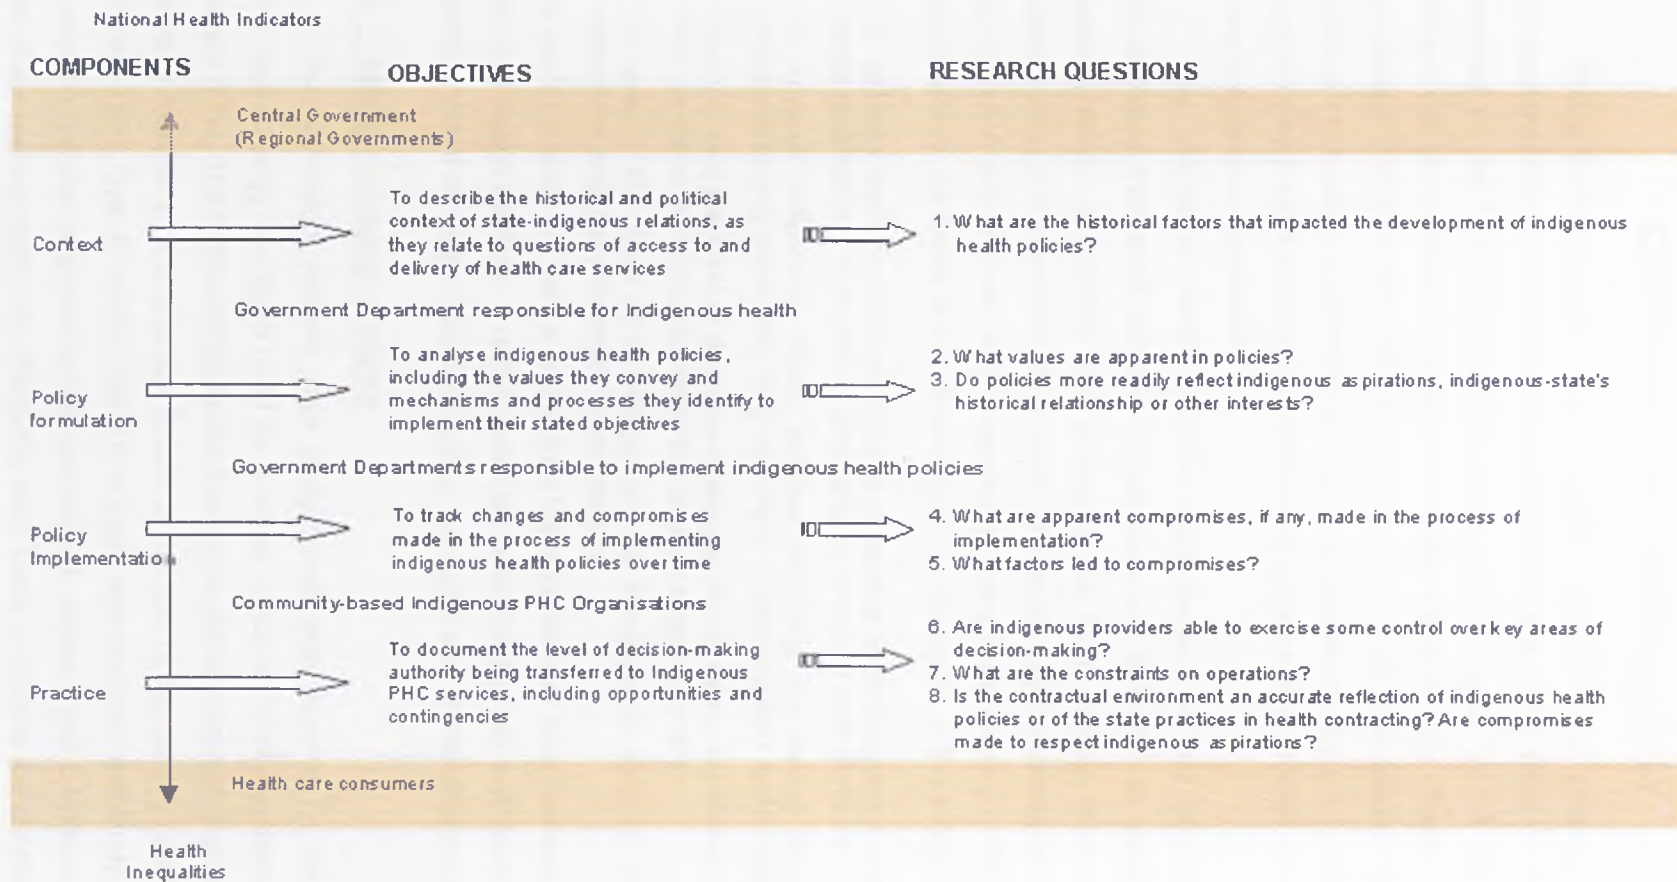 National Health Indicators
COMPONENTS
OBJECTIVES
RESEARCH QUESTIONS
Central Government
(Regional Governments)
Context
To describe the historical and political
context of state-indigenous relations, as
they relate to questions of access to and
delivery of health care services
1. What are the historical factors that impacted the development of indigenous
health policies?
Government Department responsible for Indigenous health
Policy
formulation
To analyse indigenous health policies,
including the values they convey and
mechanisms and processes they identify to
implement their stated objectives
2. What values are apparent in policies?
3. Do policies more readily reflect indigenous aspirations, indigenous-state's
historical relationship or other interests?
Government Departments responsible to implement indigenous health policies
Policy
Implementation
To track changes and compromises
made in the process of implementing
indigenous health policies over time
4. What are apparent compromises, if any, made in the process of
implementation?
5. What factors led to compromises?
Community-based Indigenous PHC Organisations
Practice
To document the level of decision-making
authority being transferred to Indigenous
PHC services, including opportunities and
contingencies
6. Are indigenous providers able to exercise some control over key areas of
decision-making?
7. What are the constraints on operations?
8. Is the contractual environment an accurate reflection of indigenous health
policies or of the state practices in health contracting? Are compromises
made to respect indigenous aspirations?
Health care consumers
Health
Inequalities